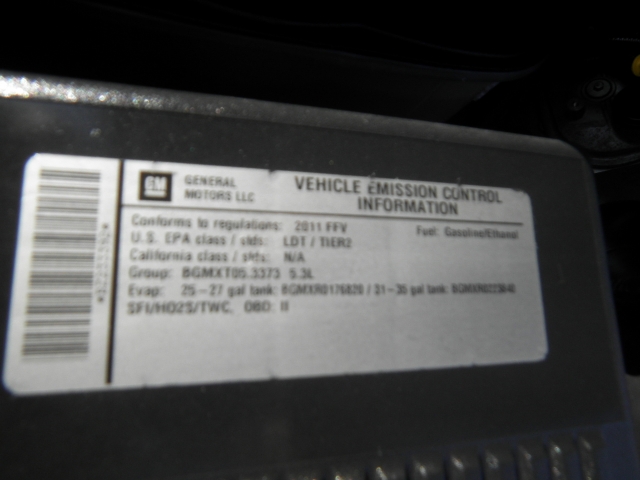 GM
GENERAL
MOTORS LLC
VEHICLE EMISSION CONTROL
INFORMATION
Conforms to regulations: 2011 FFV
Fuel: Gasoline/Ethanol
U.S. EPA class / stds: LDT / TIER2
California class / stds: N/A
Group: BGMXT05.3373 5.3L
Evap: 25-27 gal tank: BGMXR0176820 / 31-35 gal tank:
SFI/HO2S/TWC, OBD: II